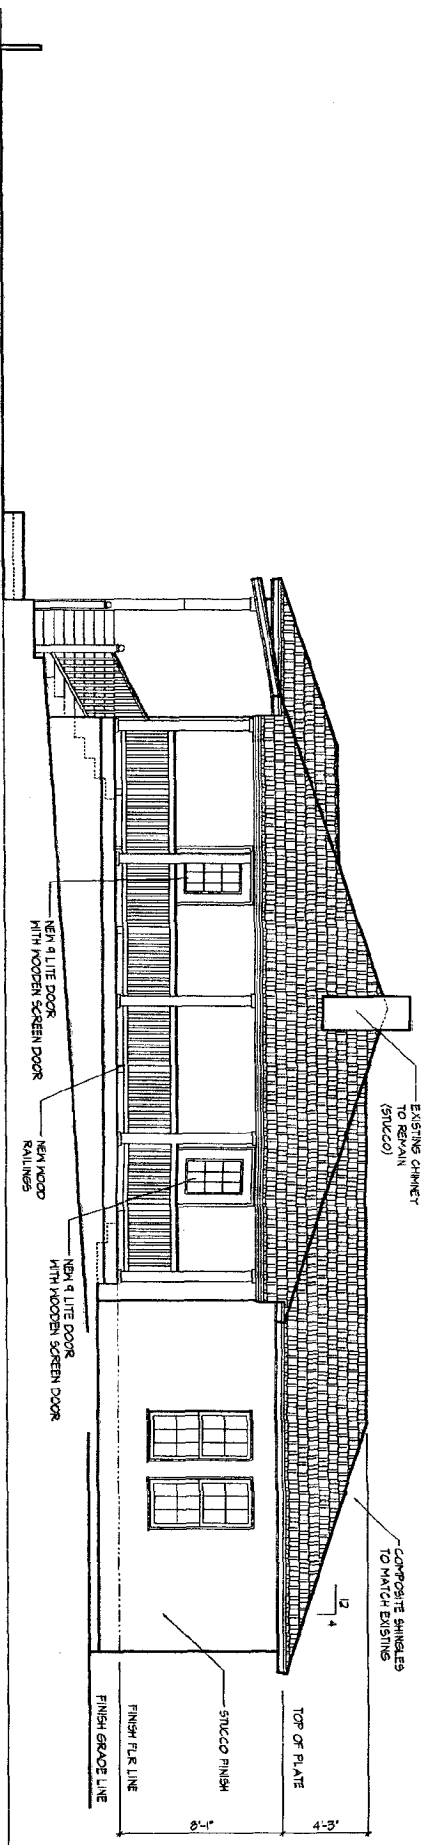 EXISTING CHIMNEY
TO REMAIN
(STUCCO)
COMPOSITE SHINGLES
TO MATCH EXISTING
12
4
TOP OF PLATE
4'-3"
8'-1"
STUCCO FINISH
FINISH FLR LINE
FINISH GRADE LINE
NEW 9 LITE DOOR
WITH WOODEN SCREEN DOOR
NEW WOOD
RAILINGS
NEW 9 LITE DOOR
WITH WOODEN SCREEN DOOR